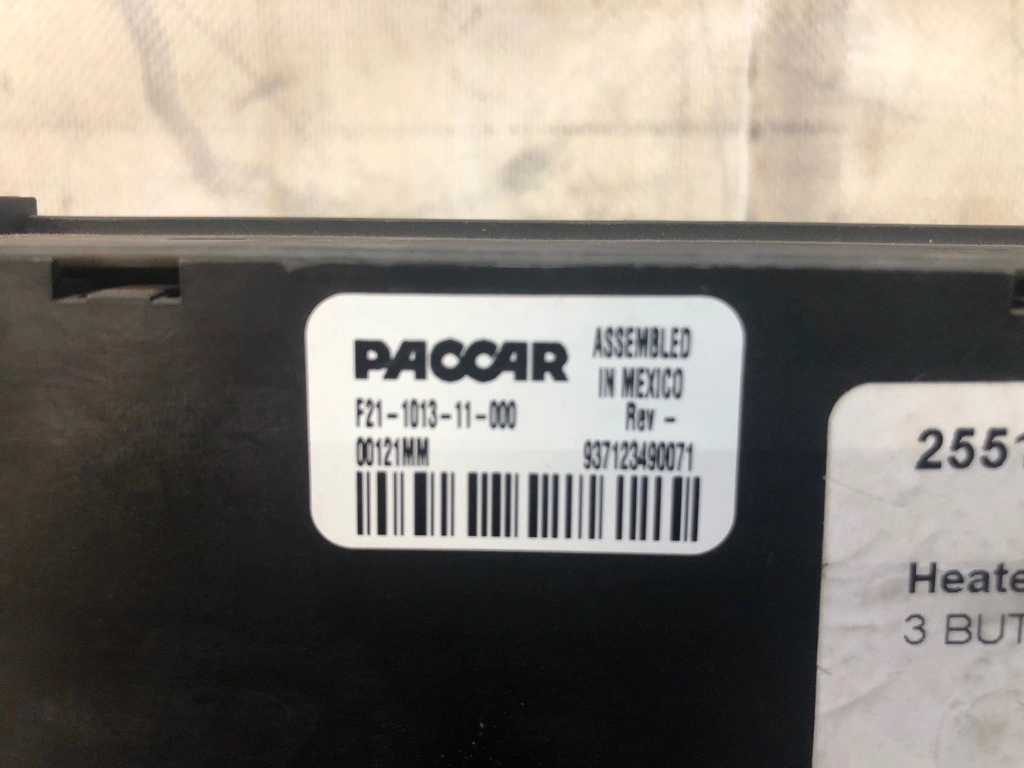 PACCAR
ASSEMBLED
IN MEXICO
F21-1013-11-000
Rev -
00121MM
937123490071
2551
Heate
3 BUT